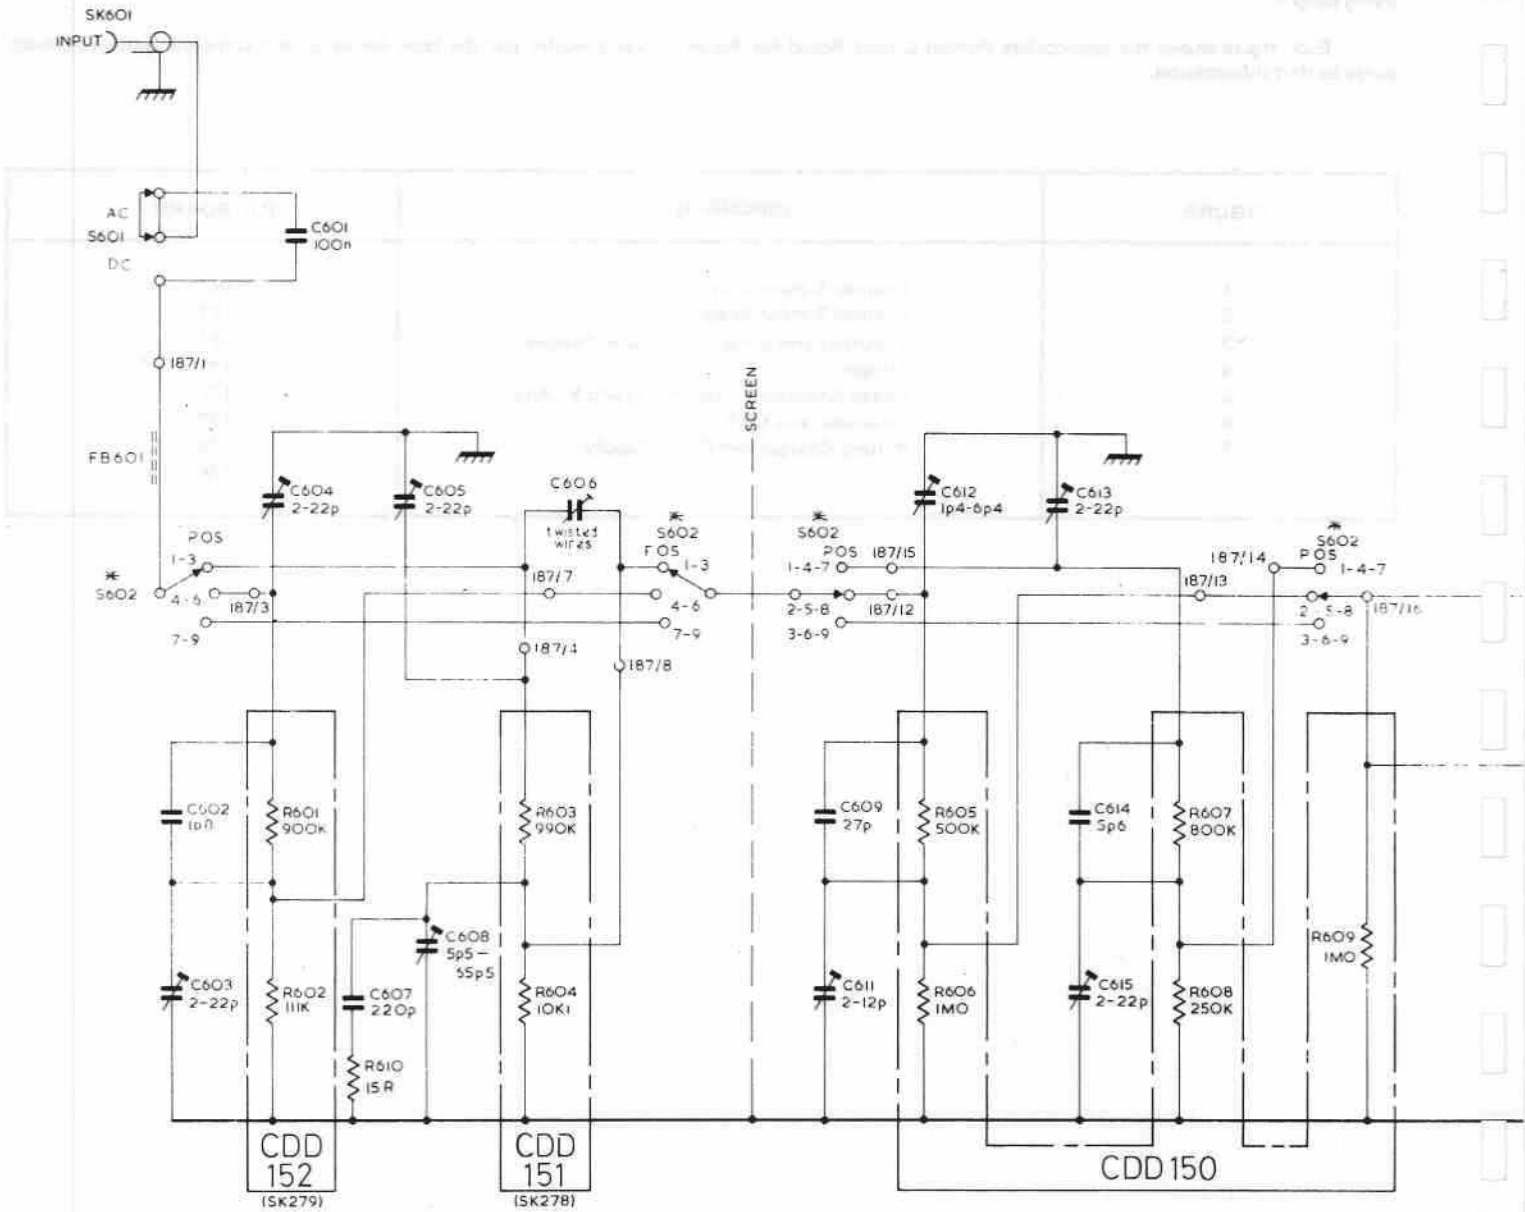 SK601
INPUT
AC
S601
DC
C601
100n
187/1
FB601
SCREEN
C604
2-22p
C605
2-22p
C606
twisted
wires
C612
1p4-6p4
C613
2-22p
POS
1-3
*
S602
4-6
187/3
7-9
187/7
*
S602
POS
1-3
4-6
7-9
187/4
187/8
*
S602
POS
187/15
1-4-7
2-5-8
187/12
3-6-9
187/13
187/14
*
S602
POS
1-4-7
2-5-8
187/16
3-6-9
C602
R601
900K
R603
990K
C609
27p
R605
500K
C614
5p6
R607
800K
C603
2-22p
R602
111K
C607
220p
C608
5p5-
65p5
R604
10K1
C611
2-12p
R606
1M0
C615
2-22p
R608
250K
R609
1M0
R610
15R
CDD
152
(SK279)
CDD
151
(SK278)
CDD 150